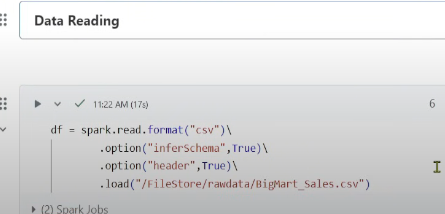 Data Reading
11:22 AM (17s)
6
df = spark.read.format("csv")\
.option("inferSchema",True)\
.option("header",True)\
.load("/FileStore/rawdata/BigMart_Sales.csv")
(2) Spark Jobs